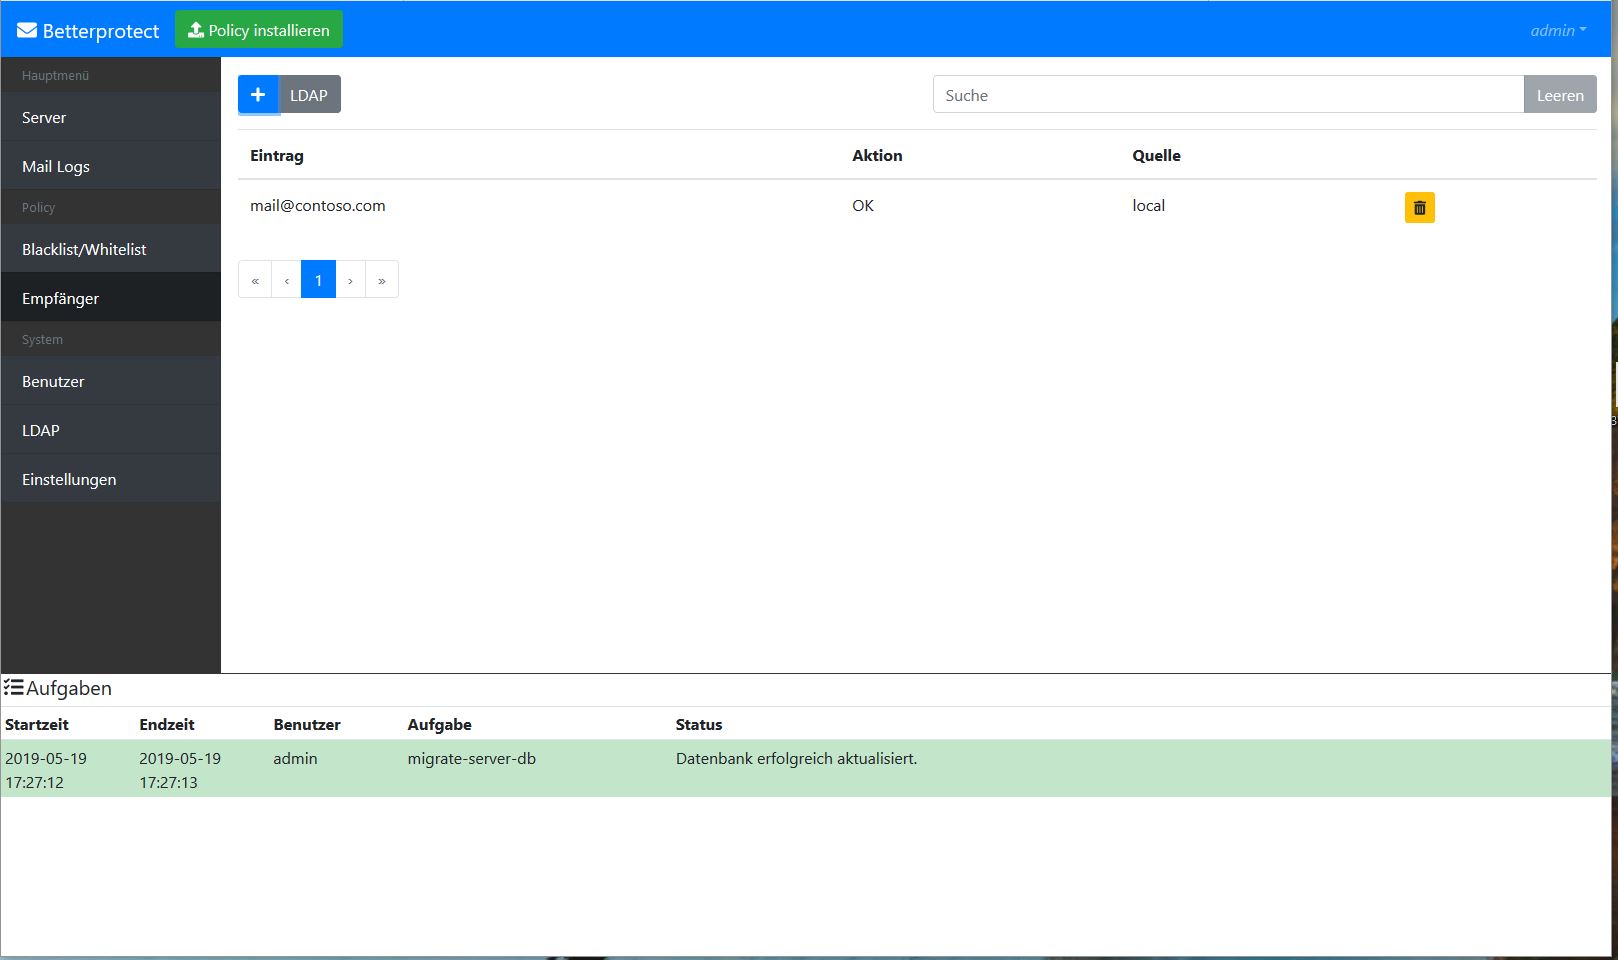 Betterprotect Policy installieren admin
Hauptmenü
Server
Mail Logs
Policy
Blacklist/Whitelist
Empfänger
System
Benutzer
LDAP
Einstellungen
+ LDAP Suche Leeren
Eintrag Aktion Quelle
mail@contoso.com OK local
« ‹ 1 › »
Aufgaben
Startzeit Endzeit Benutzer Aufgabe Status
2019-05-19 2019-05-19 admin migrate-server-db Datenbank erfolgreich aktualisiert.
17:27:12 17:27:13